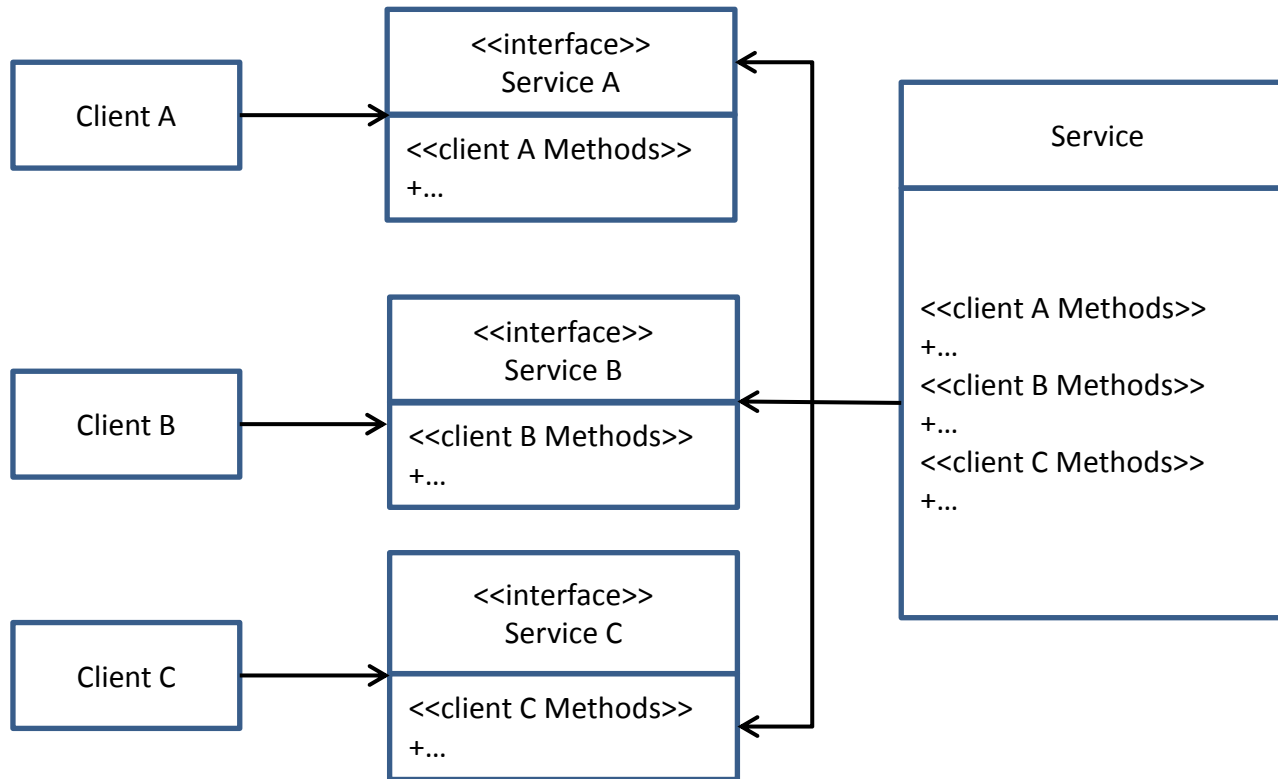 Client A
<<interface>>
Service A
<<client A Methods>>
+...
Client B
<<interface>>
Service B
<<client B Methods>>
+...
Client C
<<interface>>
Service C
<<client C Methods>>
+...
Service
<<client A Methods>>
+...
<<client B Methods>>
+...
<<client C Methods>>
+...